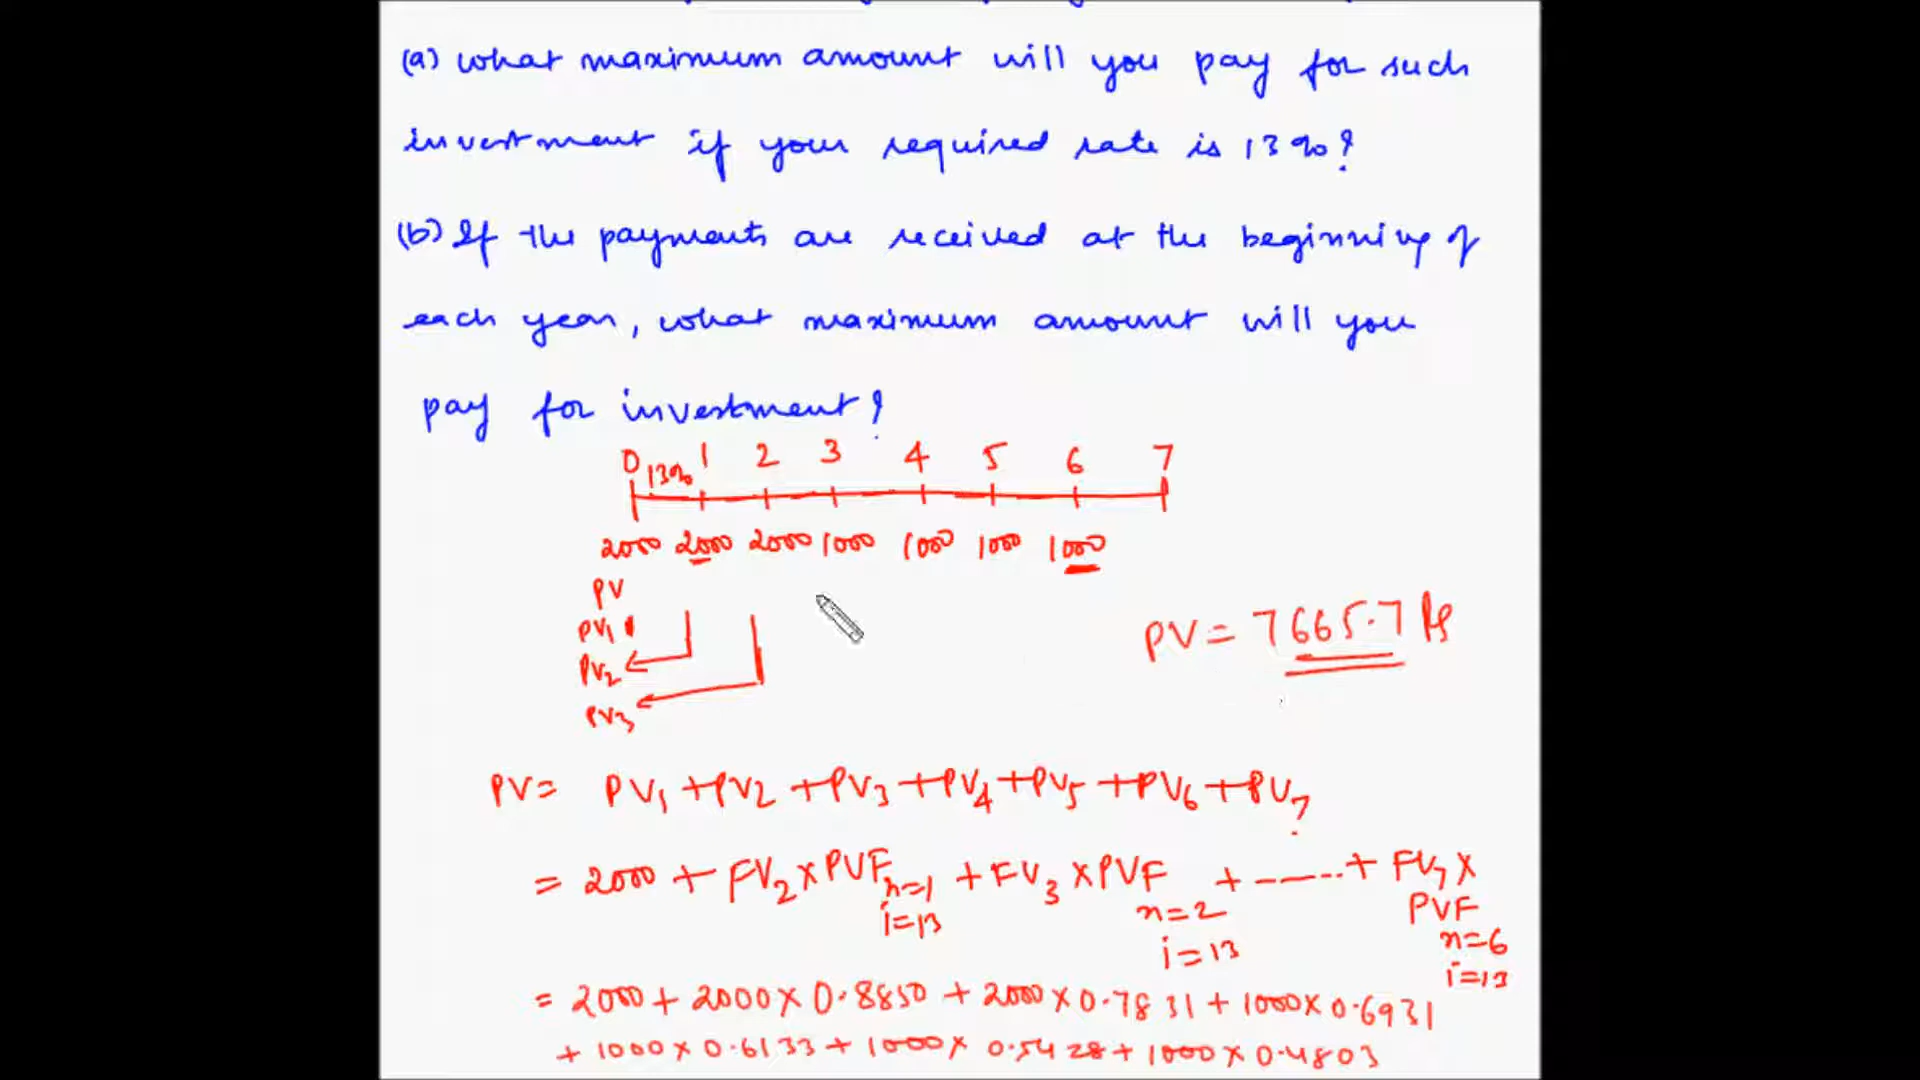 (a) what maximum amount will you pay for such
investment if your required rate is 13%?
(b) If the payments are received at the beginning of
each year, what maximum amount will you
pay for investment?
0 13% 1 2 3 4 5 6 7
2000 2000 2000 1000 1000 1000 1000
PV
PV1
PV2
PV3
PV = 7665.7 Rs
PV = PV1 + PV2 + PV3 + PV4 + PV5 + PV6 + PV7
= 2000 + FV2 X PVF n=1 i=13 + FV3 X PVF n=2 i=13 + ------ + FV7 X PVF n=6 i=13
= 2000 + 2000 X 0.8850 + 2000 X 0.7831 + 1000 X 0.6931
+ 1000 X 0.6133 + 1000 X 0.5428 + 1000 X 0.4803